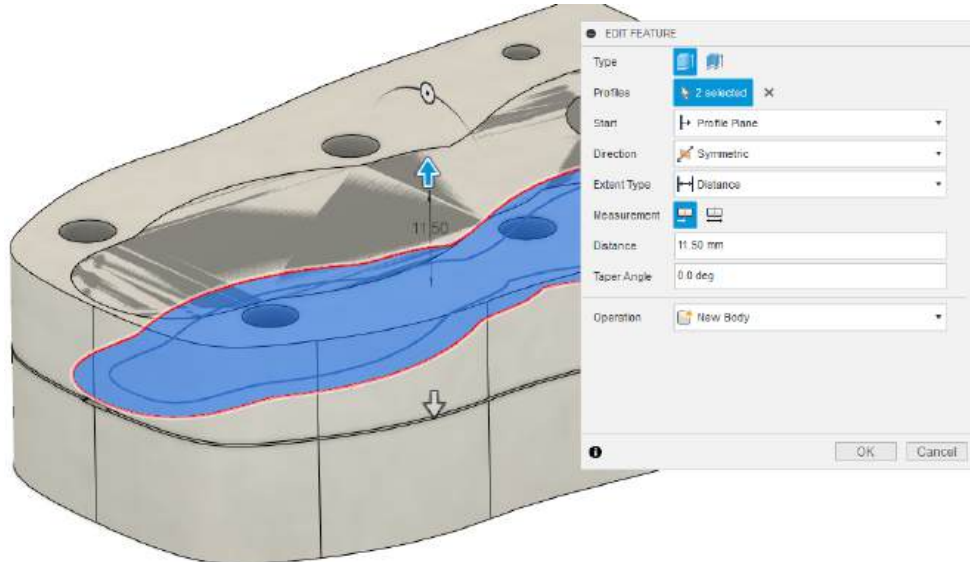 EDIT FEATURE
Type
Profiles 2 selected
Start Profile Plane
Direction Symmetric
Extent Type Distance
Measurement
Distance 11.50 mm
Taper Angle 0.0 deg
Operation New Body
OK Cancel
11.50